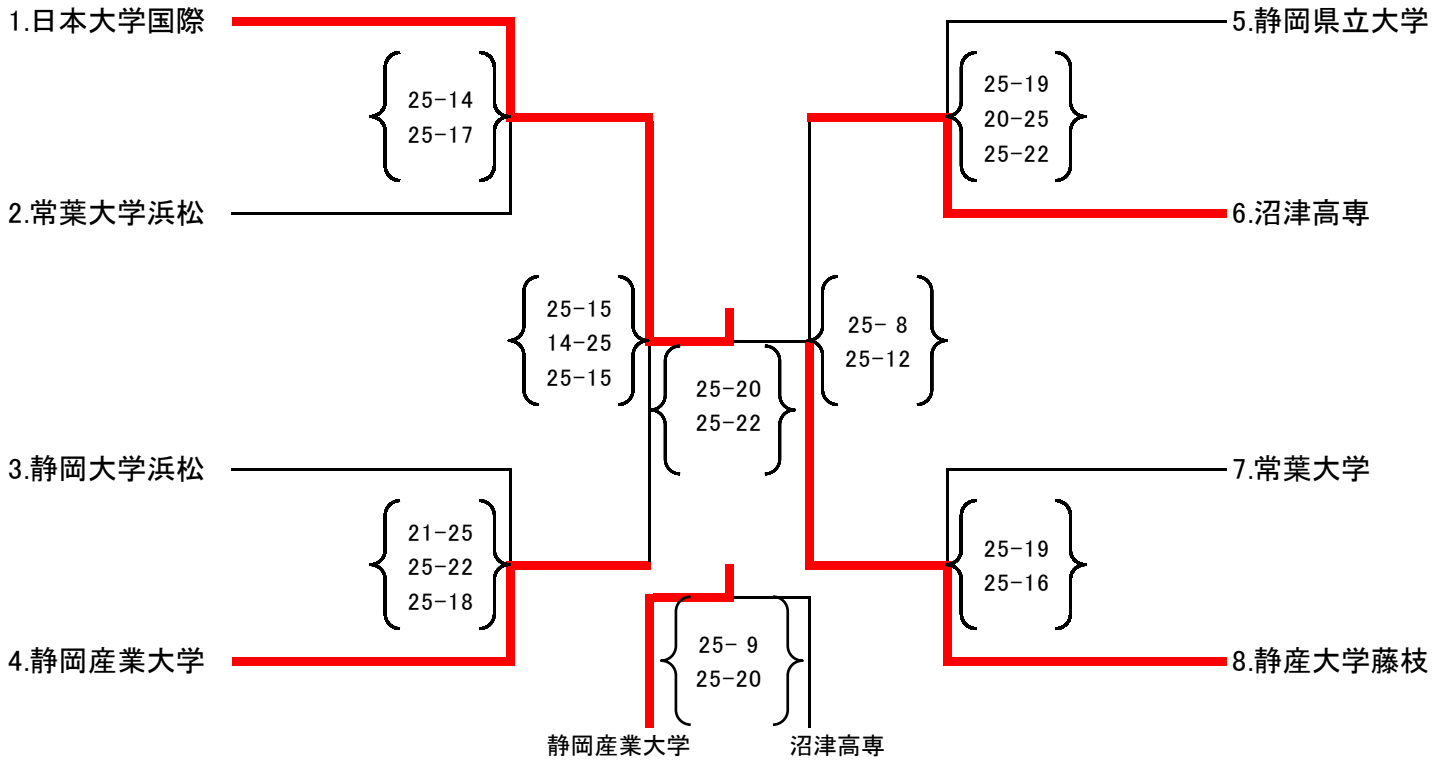 1.日本大学国際
25-14
25-17
2.常葉大学浜松
25-15
14-25
25-15
3.静岡大学浜松
21-25
25-22
25-18
4.静岡産業大学
25-20
25-22
25- 9
25-20
静岡産業大学
沼津高専
5.静岡県立大学
25-19
20-25
25-22
6.沼津高専
25- 8
25-12
7.常葉大学
25-19
25-16
8.静産大学藤枝